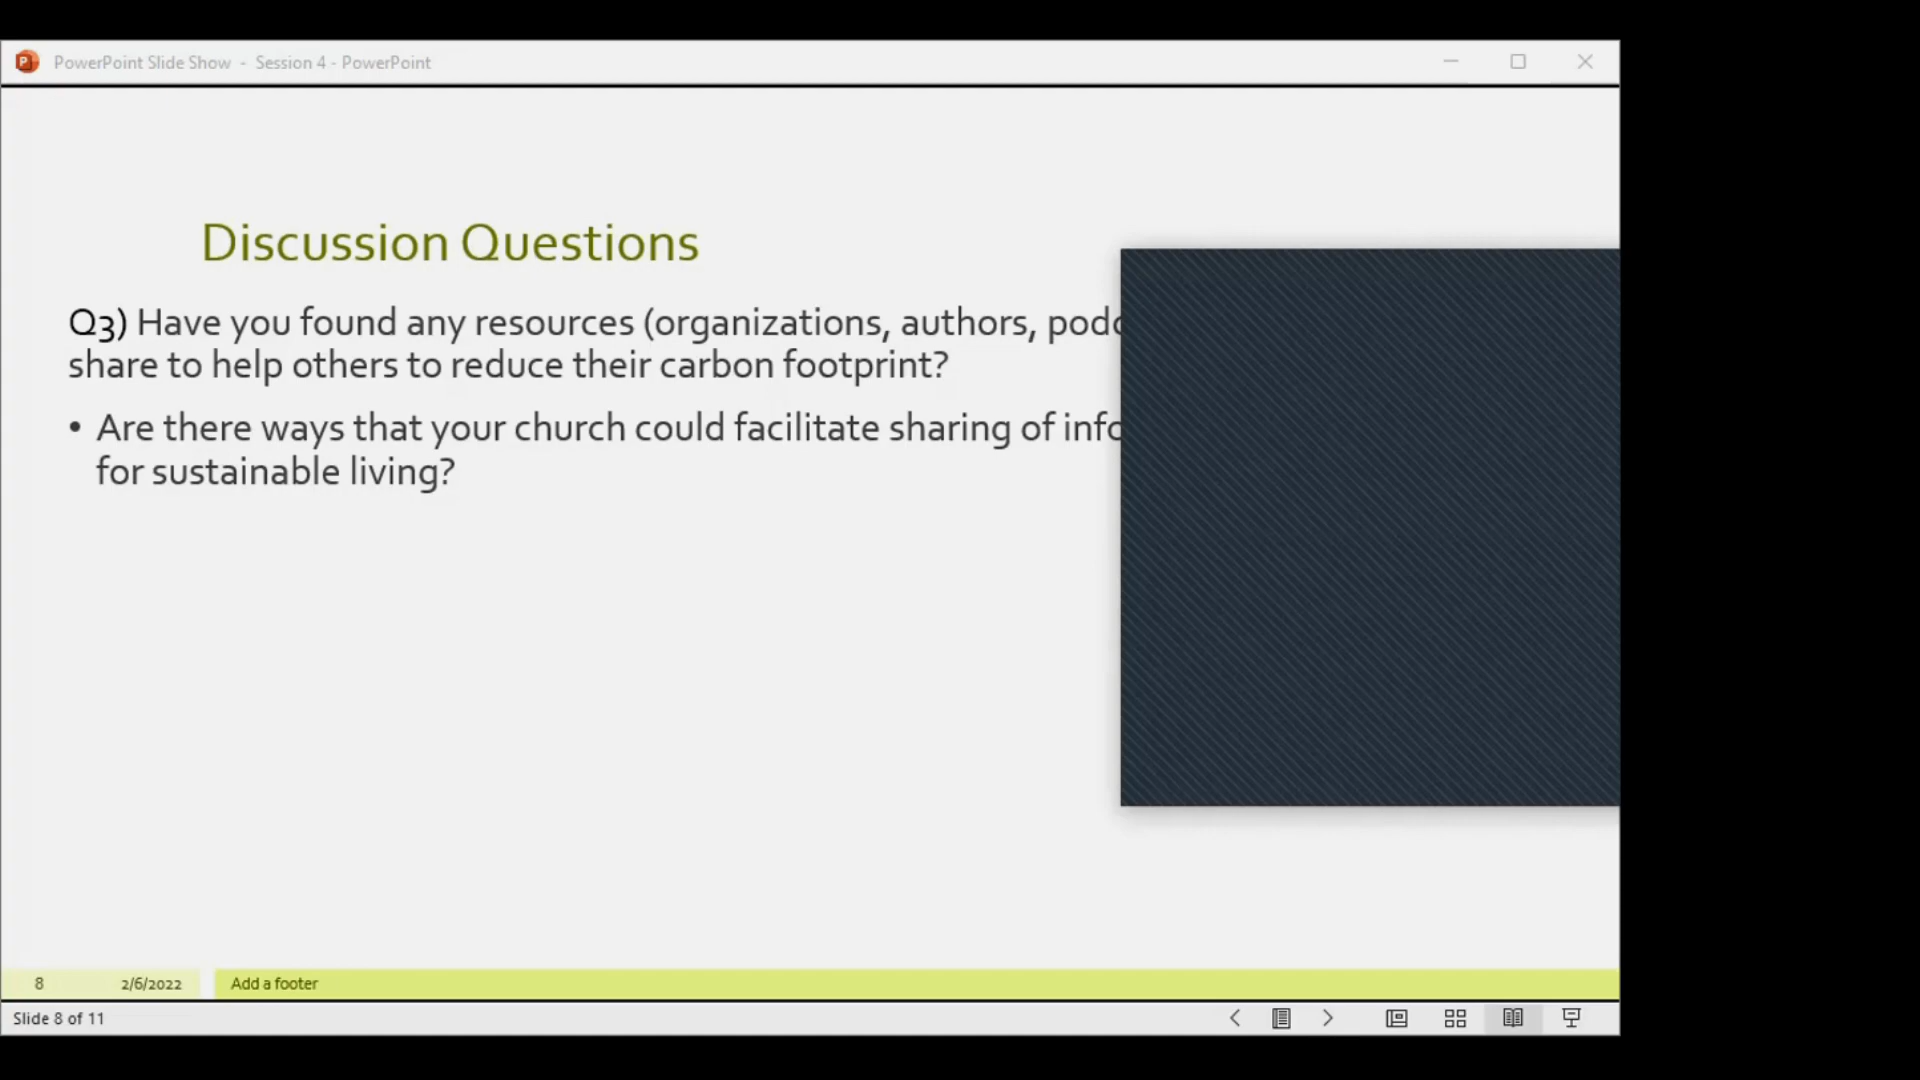 PowerPoint Slide Show - Session 4 - PowerPoint
Discussion Questions
Q3) Have you found any resources (organizations, authors,
share to help others to reduce their carbon footprint?
• Are there ways that your church could facilitate sharing of
for sustainable living?
8 2/6/2022 Add a footer
Slide 8 of 11